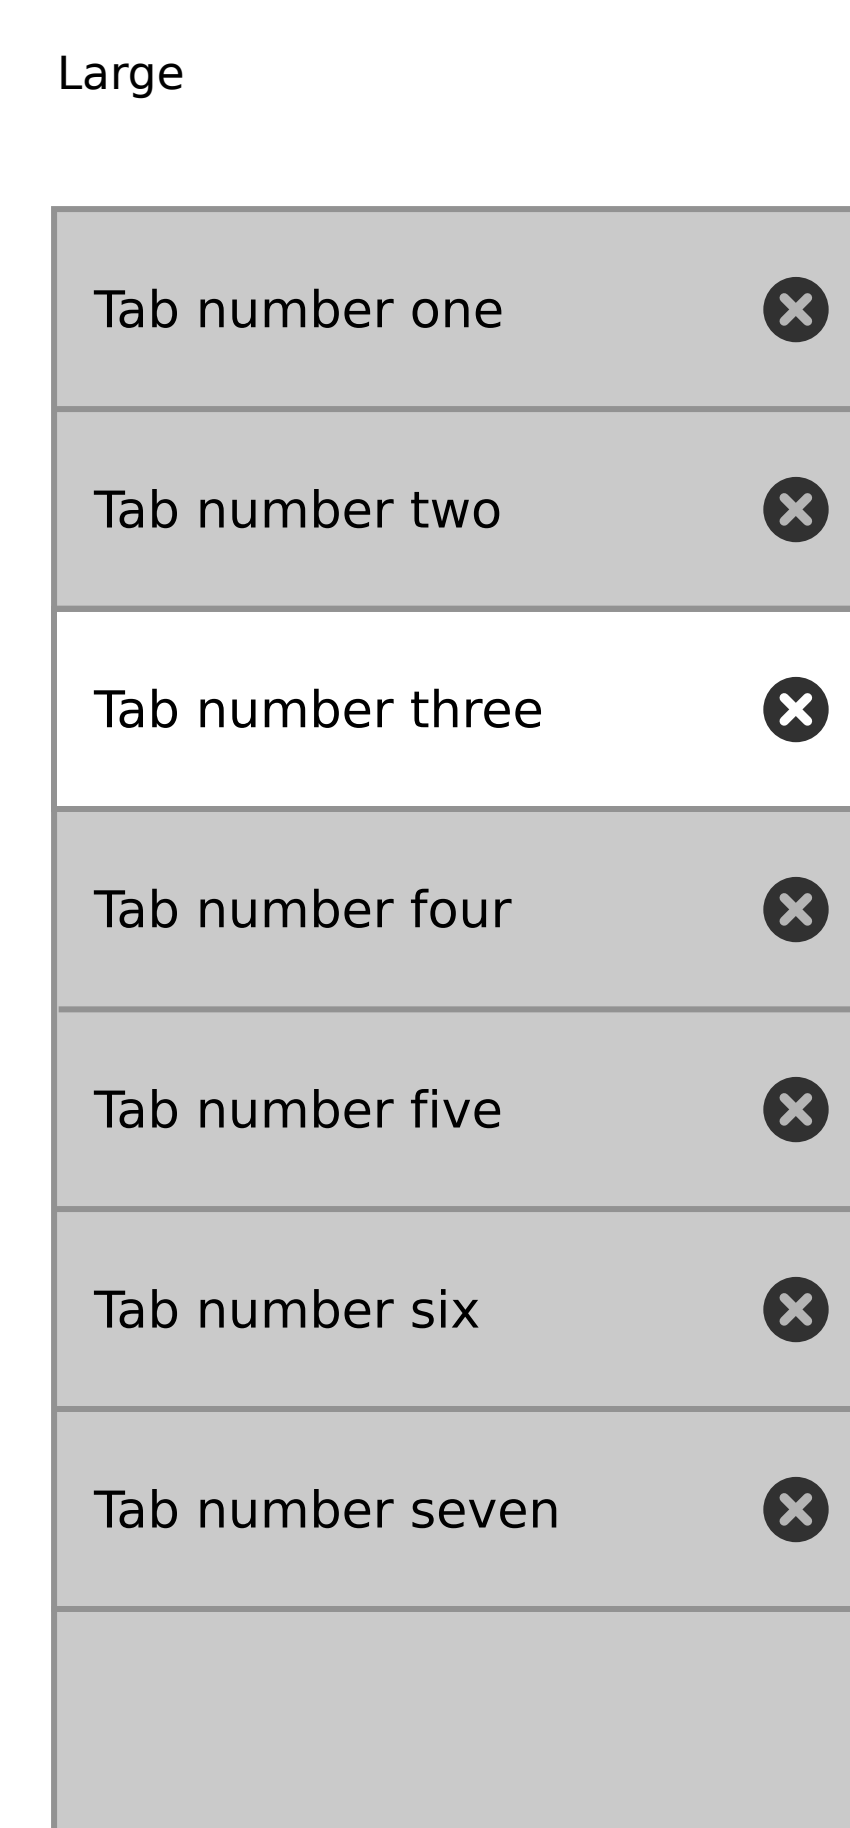 Large
Tab number one
Tab number two
Tab number three
Tab number four
Tab number five
Tab number six
Tab number seven